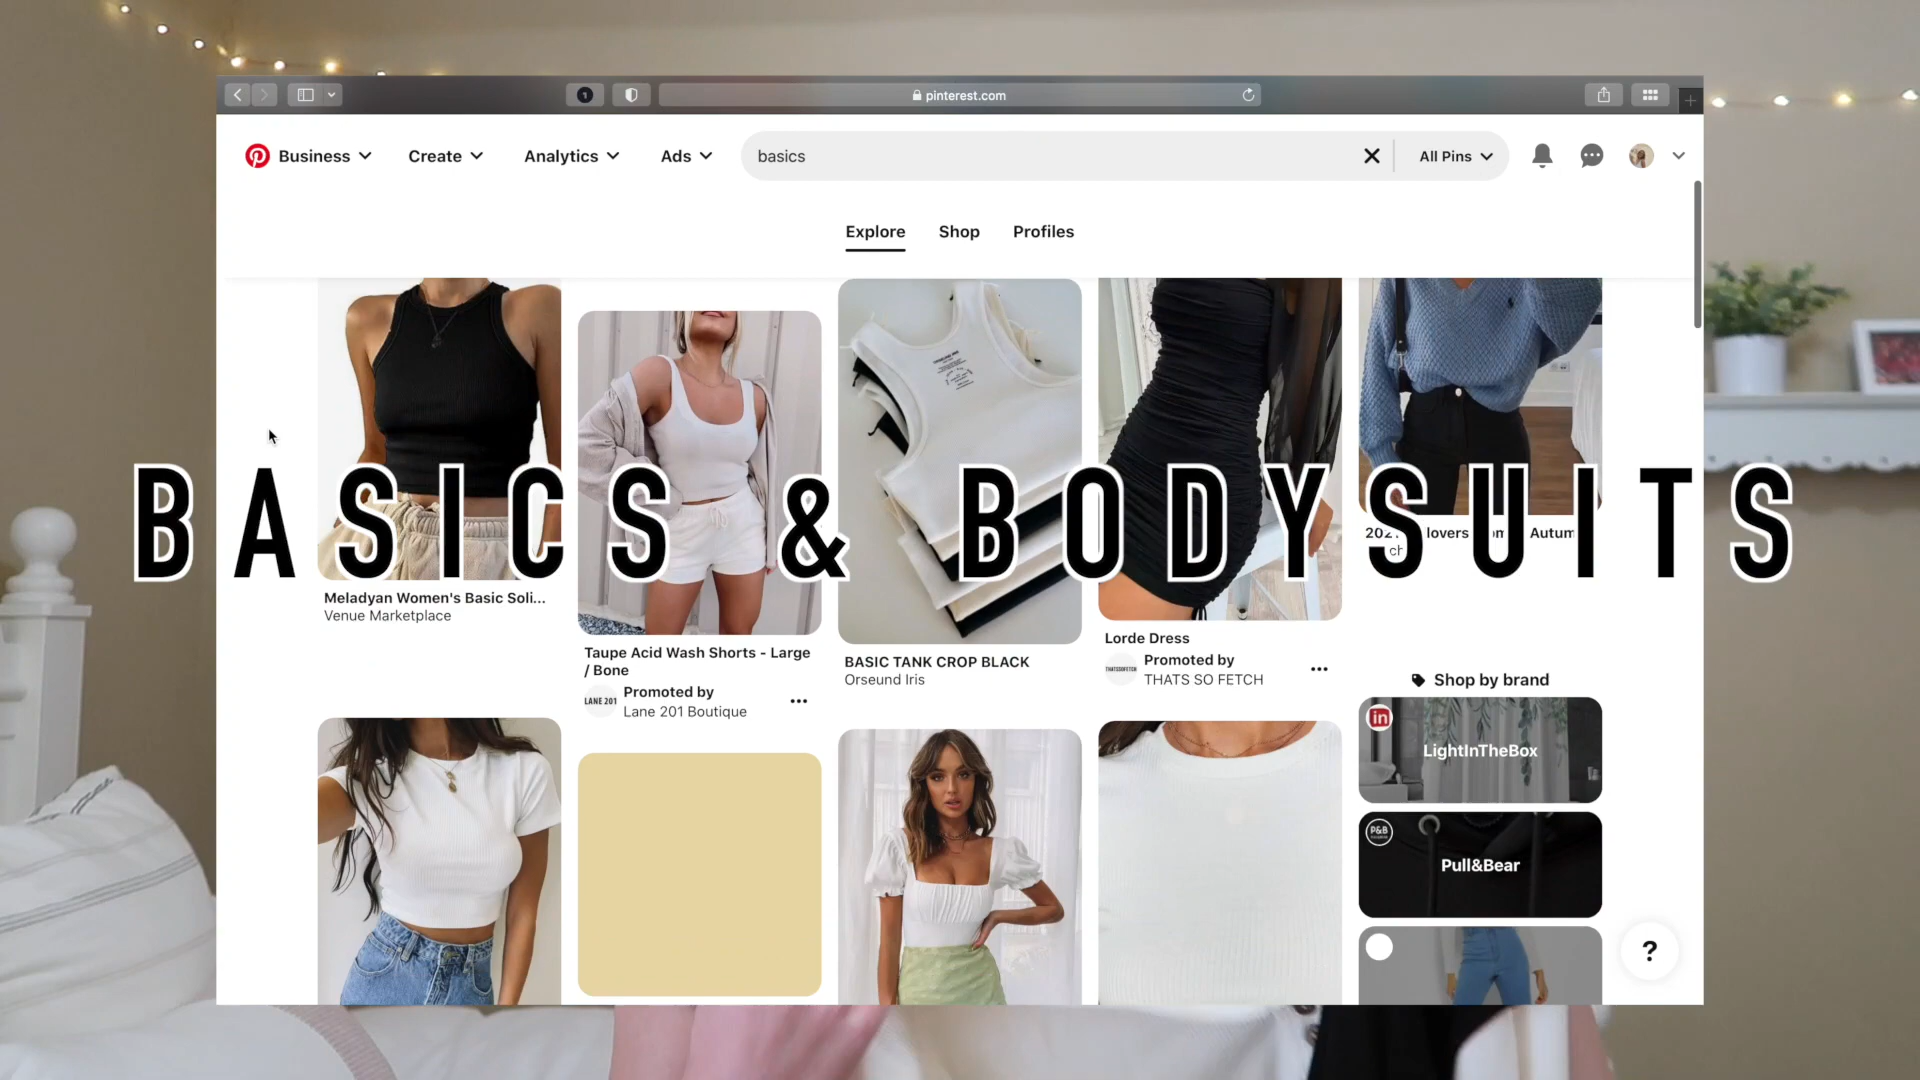 pinterest.com
Business
Create
Analytics
Ads
basics
All Pins
Explore
Shop
Profiles
BASICS & BODYSUITS
Meladyan Women's Basic Soli...
Venue Marketplace
Taupe Acid Wash Shorts - Large
/ Bone
LANE 201
Promoted by
Lane 201 Boutique
BASIC TANK CROP BLACK
Orseund Iris
Lorde Dress
THATSSOFETCH
Promoted by
THATS SO FETCH
lovers
Autum
Shop by brand
in
LightInTheBox
P&B
Pull&Bear
?